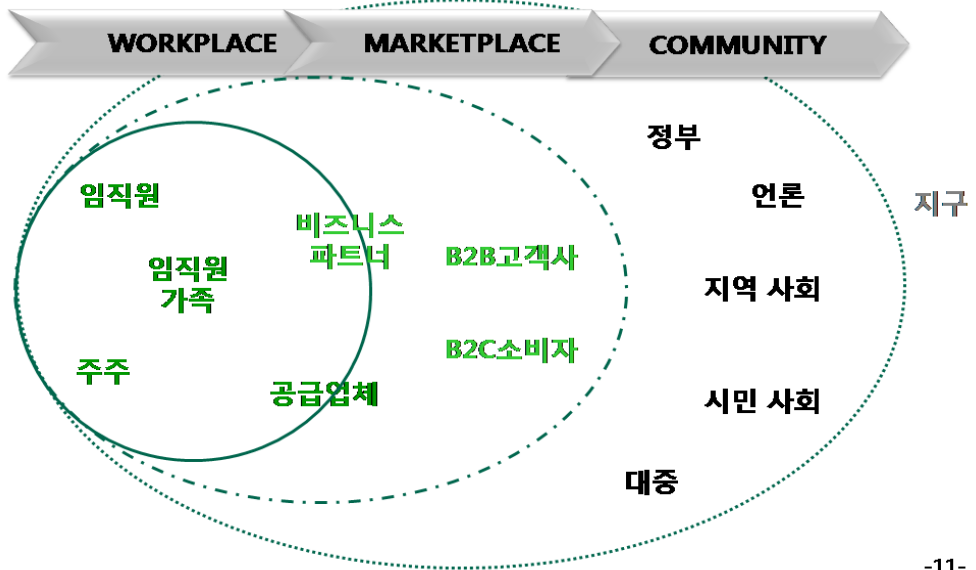 WORKPLACE
MARKETPLACE
COMMUNITY
정부
임직원
언론
지구
비즈니스
파트너
B2B고객사
임직원
가족
지역 사회
B2C소비자
주주
공급업체
시민 사회
대중
-11-